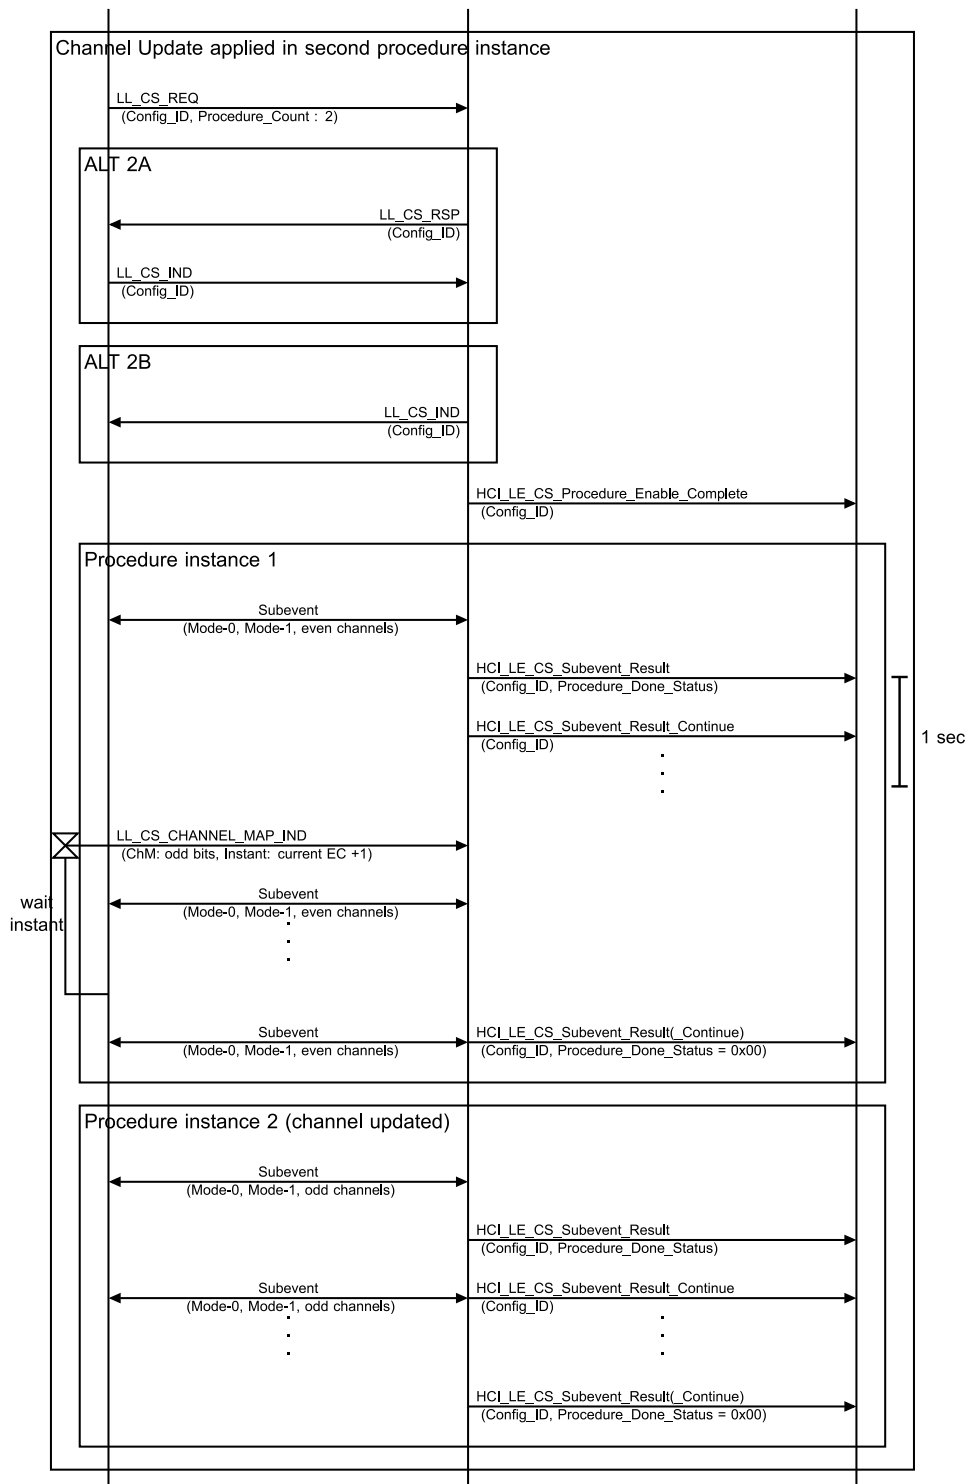 Channel Update applied in second procedure instance
LL_CS_REQ
(Config_ID, Procedure_Count : 2)
ALT 2A
LL_CS_RSP
(Config_ID)
LL_CS_IND
(Config_ID)
ALT 2B
LL_CS_IND
(Config_ID)
HCI_LE_CS_Procedure_Enable_Complete
(Config_ID)
Procedure instance 1
Subevent
(Mode-0, Mode-1, even channels)
HCI_LE_CS_Subevent_Result
(Config_ID, Procedure_Done_Status)
HCI_LE_CS_Subevent_Result_Continue
(Config_ID)
.
.
.
1 sec
LL_CS_CHANNEL_MAP_IND
(ChM: odd bits, Instant: current EC +1)
wait
instant
Subevent
(Mode-0, Mode-1, even channels)
.
.
.
Subevent
(Mode-0, Mode-1, even channels)
HCI_LE_CS_Subevent_Result(_Continue)
(Config_ID, Procedure_Done_Status = 0x00)
Procedure instance 2 (channel updated)
Subevent
(Mode-0, Mode-1, odd channels)
HCI_LE_CS_Subevent_Result
(Config_ID, Procedure_Done_Status)
Subevent
(Mode-0, Mode-1, odd channels)
.
.
.
HCI_LE_CS_Subevent_Result_Continue
(Config_ID)
.
.
.
HCI_LE_CS_Subevent_Result(_Continue)
(Config_ID, Procedure_Done_Status = 0x00)